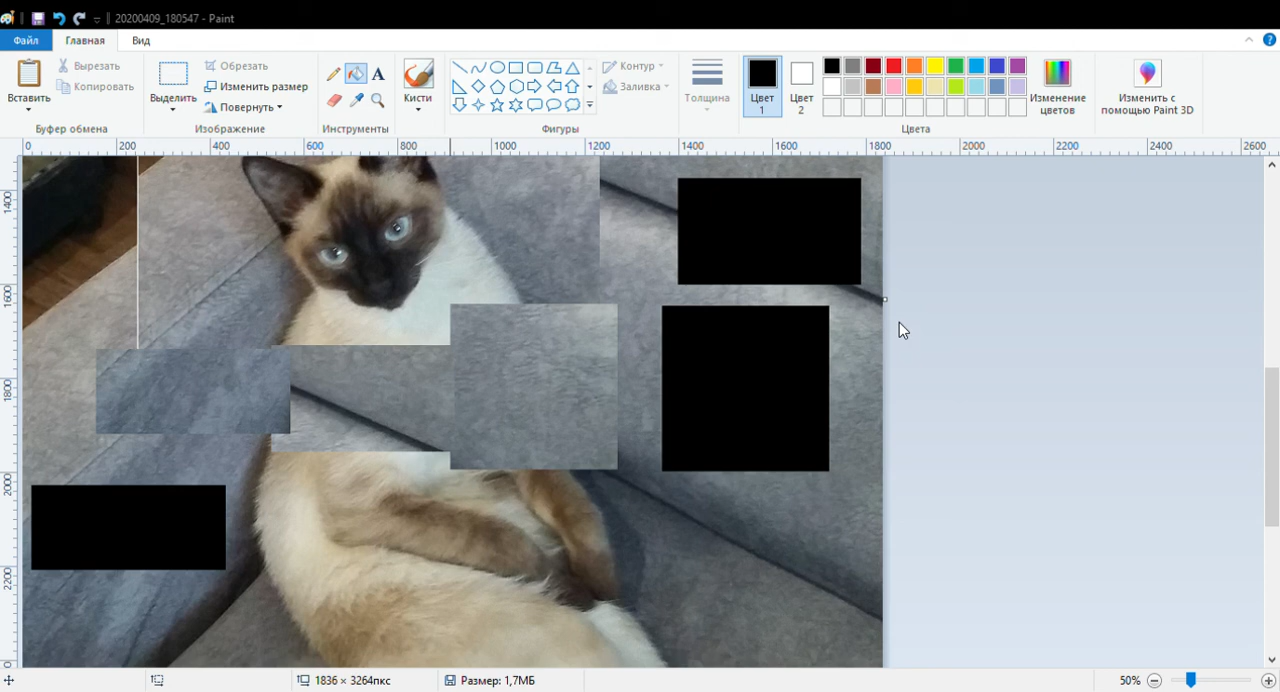 20200409_180547 - Paint
Файл Главная Вид
Вставить
Вырезать
Копировать
Буфер обмена
Выделить
Обрезать
Изменить размер
Повернуть
Изображение
A
Инструменты
Кисти
Фигуры
Контур
Заливка
Толщина
Цвет 1
Цвет 2
Изменение цветов
Цвета
Изменить с помощью Paint 3D
0 200 400 600 800 1000 1200 1400 1600 1800 2000 2200 2400 2600
1400
1600
1800
2000
2200
1836 × 3264пкс Размер: 1,7МБ 50%